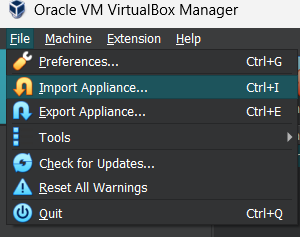 Oracle VM VirtualBox Manager
File Machine Extension Help
Preferences... Ctrl+G
Import Appliance... Ctrl+I
Export Appliance... Ctrl+E
Tools
Check for Updates...
Reset All Warnings
Quit Ctrl+Q